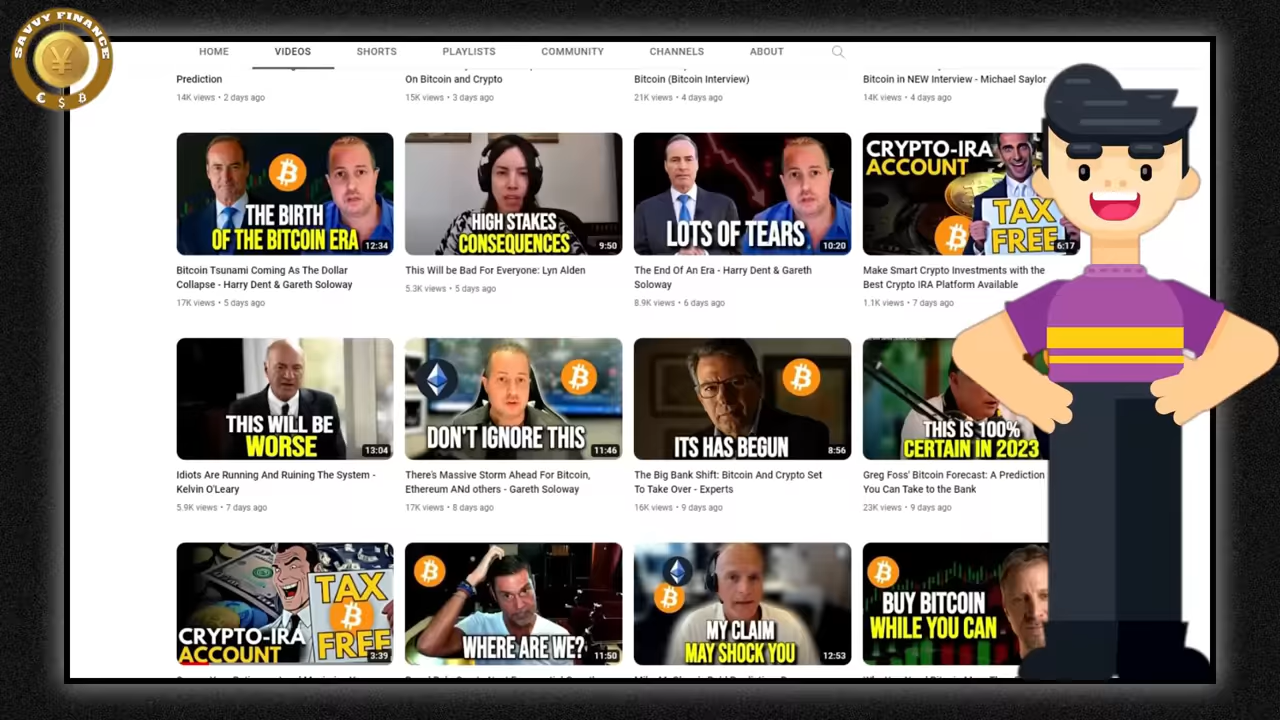 SAVVY FINANCE
¥
€ $ ₿
HOME VIDEOS SHORTS PLAYLISTS COMMUNITY CHANNELS ABOUT
Prediction
14K views • 2 days ago
On Bitcoin and Crypto
15K views • 3 days ago
Bitcoin (Bitcoin Interview)
21K views • 4 days ago
Bitcoin in NEW Interview - Michael Saylor
14K views • 4 days ago
THE BIRTH
OF THE BITCOIN ERA
12:34
Bitcoin Tsunami Coming As The Dollar
Collapse - Harry Dent & Gareth Soloway
17K views • 5 days ago
HIGH STAKES
CONSEQUENCES
9:50
This Will be Bad For Everyone: Lyn Alden
5.3K views • 5 days ago
LOTS OF TEARS
10:20
The End Of An Era - Harry Dent & Gareth
Soloway
8.9K views • 6 days ago
CRYPTO-IRA
ACCOUNT
TAX
FREE
6:17
Make Smart Crypto Investments with the
Best Crypto IRA Platform Available
1.1K views • 7 days ago
THIS WILL BE
WORSE
13:04
Idiots Are Running And Ruining The System -
Kelvin O'Leary
5.9K views • 7 days ago
DON'T IGNORE THIS
11:46
There's Massive Storm Ahead For Bitcoin,
Ethereum ANd others - Gareth Soloway
17K views • 8 days ago
ITS HAS BEGUN
8:56
The Big Bank Shift: Bitcoin And Crypto Set
To Take Over - Experts
16K views • 9 days ago
THIS IS 100%
CERTAIN IN 2023
Greg Foss' Bitcoin Forecast: A Prediction
You Can Take to the Bank
23K views • 9 days ago
TAX
FREE
CRYPTO-IRA
ACCOUNT
3:39
WHERE ARE WE?
11:50
MY CLAIM
MAY SHOCK YOU
12:53
BUY BITCOIN
WHILE YOU CAN